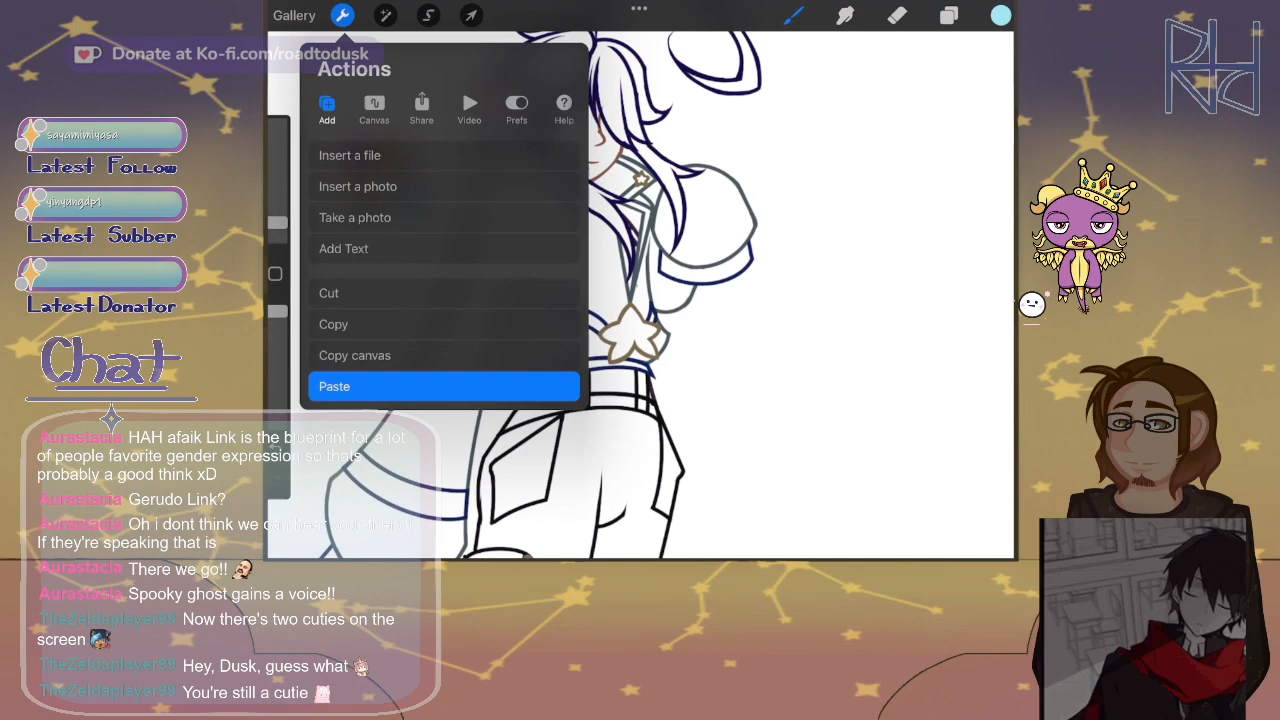 Gallery
Donate at Ko-fi.com/roadtodusk
Actions
Add
Canvas
Share
Video
Prefs
Help
Insert a file
Insert a photo
Take a photo
Add Text
Cut
Copy
Copy canvas
Paste
sayamimiyasa
Latest Follow
yinyangdp1
Latest Subber
Latest Donator
Chat
Aurastacia HAH afaik Link is the blueprint for a lot
of people favorite gender expression so thats
probably a good think xD
Aurastacia Gerudo Link?
Aurastacia Oh i dont think we can hear your friend!
If they're speaking that is
Aurastacia There we go!!
Aurastacia Spooky ghost gains a voice!!
TheZeldaplayer89 Now there's two cuties on the
screen
TheZeldaplayer89 Hey, Dusk, guess what
TheZeldaplayer89 You're still a cutie